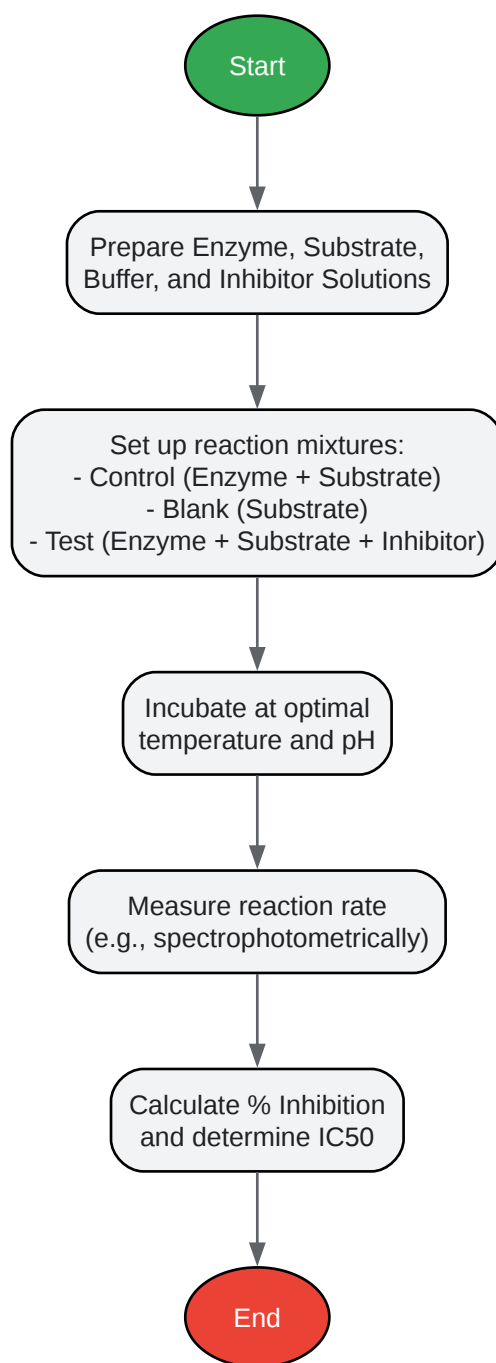 Start
Prepare Enzyme, Substrate,
Buffer, and Inhibitor Solutions
Set up reaction mixtures:
- Control (Enzyme + Substrate)
- Blank (Substrate)
- Test (Enzyme + Substrate + Inhibitor)
Incubate at optimal
temperature and pH
Measure reaction rate
(e.g., spectrophotometrically)
Calculate % Inhibition
and determine IC50
End